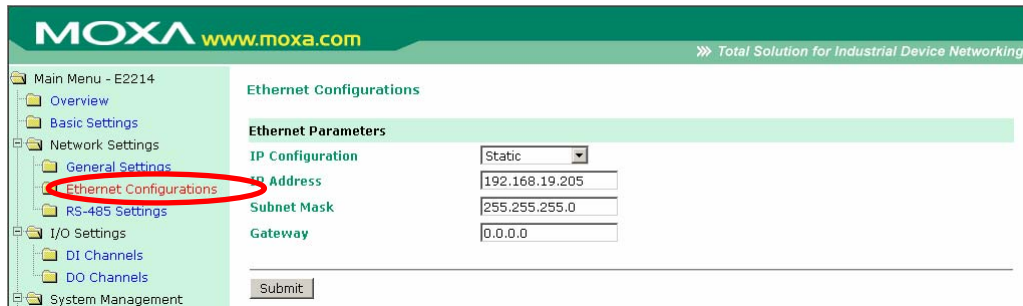 MOXA www.moxa.com
Total Solution for Industrial Device Networking
Main Menu - E2214
Overview
Basic Settings
Network Settings
General Settings
Ethernet Configurations
RS-485 Settings
I/O Settings
DI Channels
DO Channels
System Management
Ethernet Configurations
Ethernet Parameters
IP Configuration Static
IP Address 192.168.19.205
Subnet Mask 255.255.255.0
Gateway 0.0.0.0
Submit